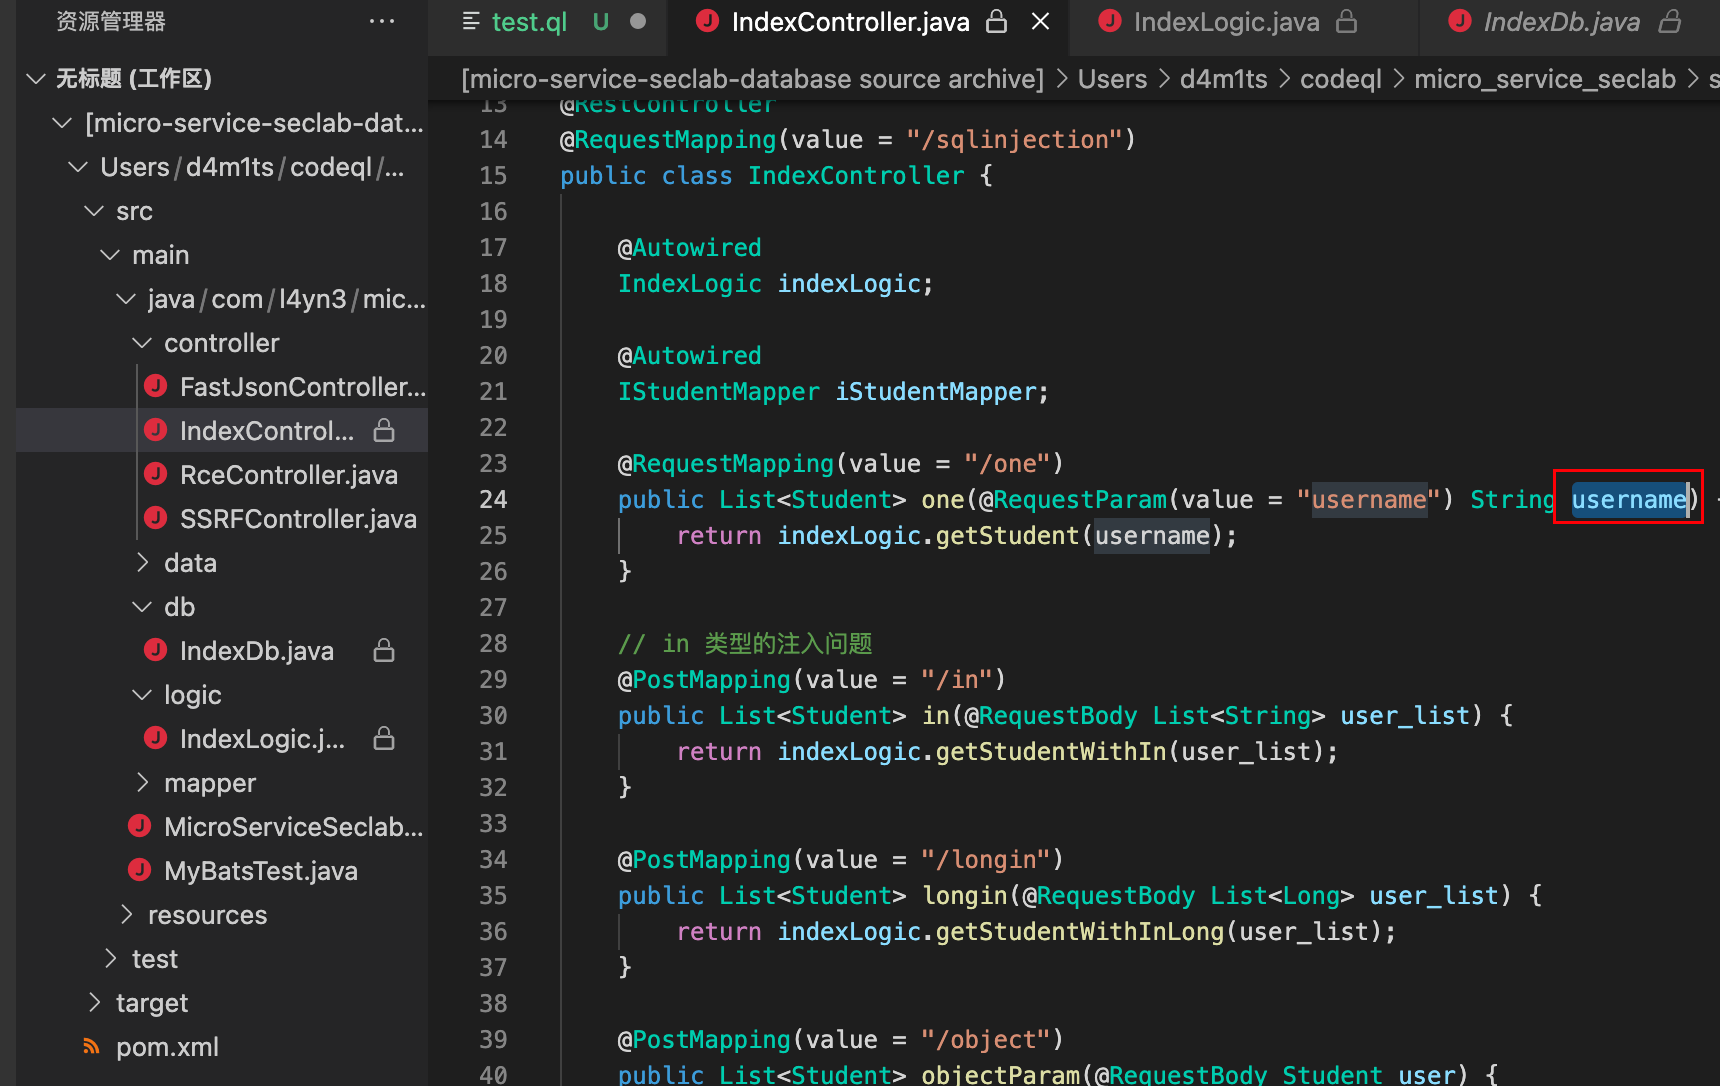 资源管理器 ...
无标题 (工作区)
[micro-service-seclab-dat...
Users/d4m1ts/codeql/...
src
main
java/com/l4yn3/mic...
controller
FastJsonController...
IndexControl...
RceController.java
SSRFController.java
data
db
IndexDb.java
logic
IndexLogic.j...
mapper
MicroServiceSeclab...
MyBatsTest.java
resources
test
target
pom.xml
test.ql U IndexController.java IndexLogic.java IndexDb.java
[micro-service-seclab-database source archive] > Users > d4m1ts > codeql > micro_service_seclab > s
13 @RestController
14 @RequestMapping(value = "/sqlinjection")
15 public class IndexController {
16
17 @Autowired
18 IndexLogic indexLogic;
19
20 @Autowired
21 IStudentMapper iStudentMapper;
22
23 @RequestMapping(value = "/one")
24 public List<Student> one(@RequestParam(value = "username") String username)
25 return indexLogic.getStudent(username);
26 }
27
28 // in 类型的注入问题
29 @PostMapping(value = "/in")
30 public List<Student> in(@RequestBody List<String> user_list) {
31 return indexLogic.getStudentWithIn(user_list);
32 }
33
34 @PostMapping(value = "/longin")
35 public List<Student> longin(@RequestBody List<Long> user_list) {
36 return indexLogic.getStudentWithInLong(user_list);
37 }
38
39 @PostMapping(value = "/object")
40 public List<Student> objectParam(@RequestBody Student user) {